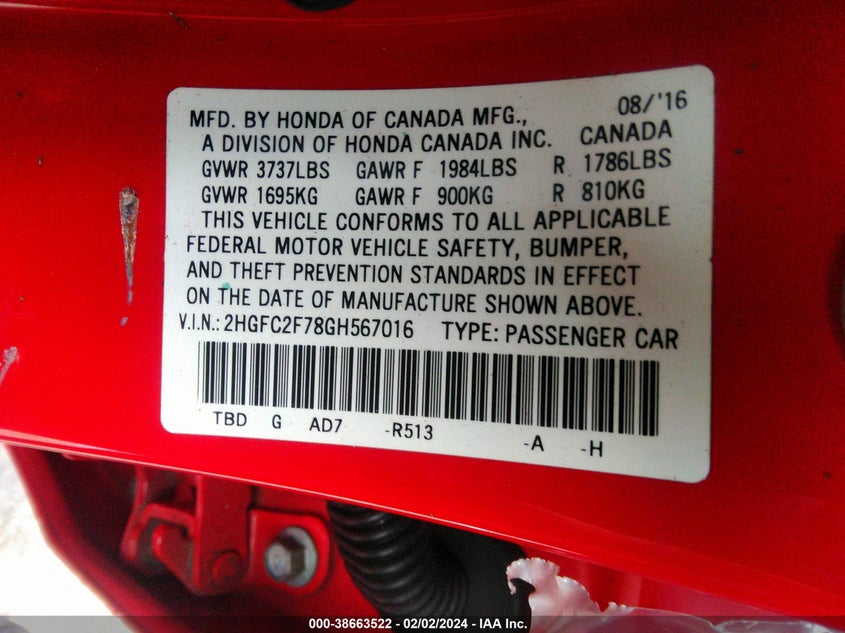 MFD. BY HONDA OF CANADA MFG., 08/'16
A DIVISION OF HONDA CANADA INC. CANADA
GVWR 3737LBS GAWR F 1984LBS R 1786LBS
GVWR 1695KG GAWR F 900KG R 810KG
THIS VEHICLE CONFORMS TO ALL APPLICABLE
FEDERAL MOTOR VEHICLE SAFETY, BUMPER,
AND THEFT PREVENTION STANDARDS IN EFFECT
ON THE DATE OF MANUFACTURE SHOWN ABOVE.
V.I.N.: 2HGFC2F78GH567016 TYPE: PASSENGER CAR
TBD G AD7 -R513 -A -H
000-38663522 - 02/02/2024 - IAA Inc.